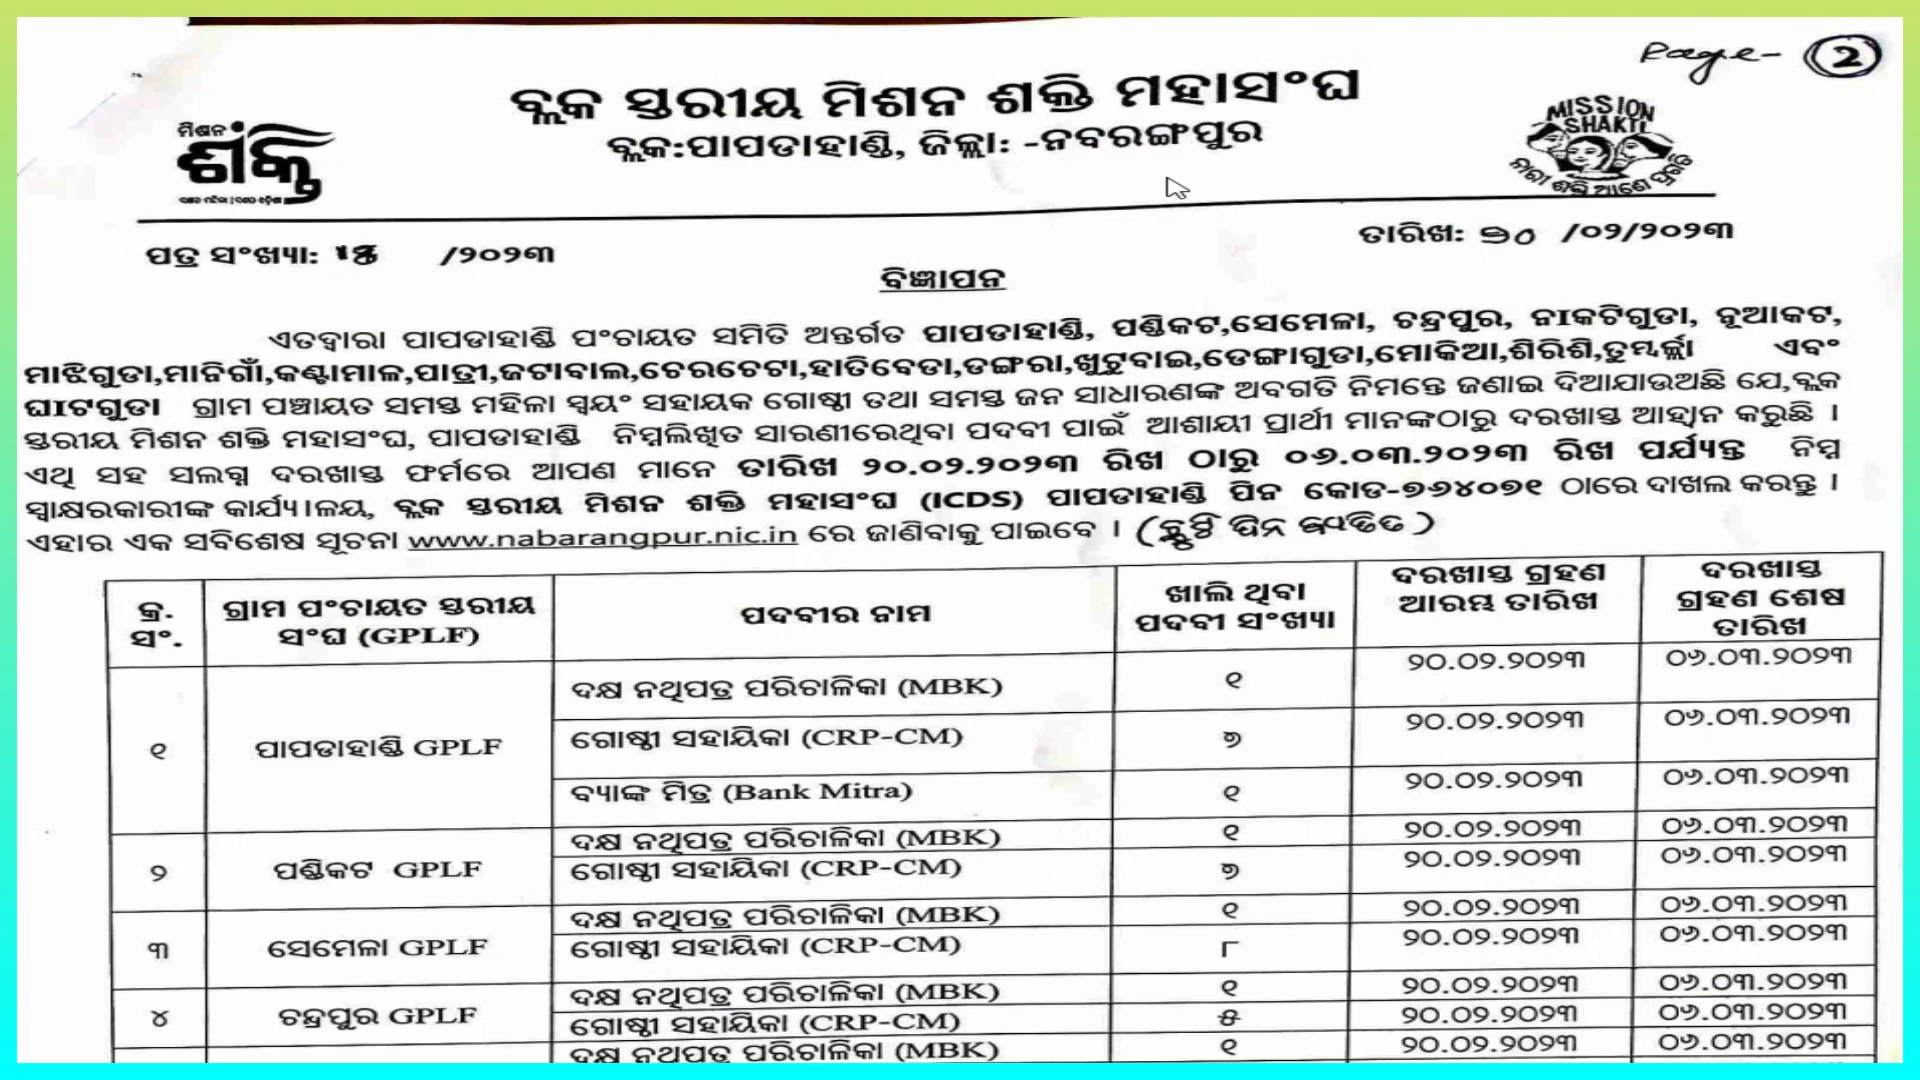 Page- 2
ବ୍ଲକ ସ୍ତରୀୟ ମିଶନ ଶକ୍ତି ମହାସଂଘ
ବ୍ଲକ:ପାପଡାହାଣ୍ଡି, ଜିଲ୍ଲା: -ନବରଙ୍ଗପୁର
ମିଶନ
ଶକ୍ତି
MISSION
SHAKTI
ନାରୀ ଶକ୍ତି ଆଣେ ପ୍ରଗତି
ପତ୍ର ସଂଖ୍ୟା: /୨୦୨୩
ତାରିଖ: /୦୨/୨୦୨୩
ବିଜ୍ଞାପନ
ଏତଦ୍ଵାରା ପାପଡାହାଣ୍ଡି ପଂଚାୟତ ସମିତି ଅନ୍ତର୍ଗତ ପାପଡାହାଣ୍ଡି, ପଣ୍ଡିକଟ,ସେମେଳା, ଚନ୍ଦ୍ରପୁର, ନାକଟିଗୁଡା, ନୂଆକଟ,
ମାଝିଗୁଡା,ମାନିଗାଁ,କଣ୍ଟାମାଳ,ପାତ୍ରୀ,ଜଟାବାଲ,ଚେରଚେଟା,ହାତିବେଡା,ଡଙ୍ଗରା,ଖୁଟୁବାଇ,ଡେଙ୍ଗାଗୁଡା,ମୋକିଆ,ଶିରିଶି, ଏବଂ
ଘାଟଗୁଡା ଗ୍ରାମ ପଞ୍ଚାୟତ ସମସ୍ତ ମହିଳା ସ୍ୱୟଂ ସହାୟକ ଗୋଷ୍ଠୀ ତଥା ସମସ୍ତ ଜନ ସାଧାରଣଙ୍କ ଅବଗତି ନିମନ୍ତେ ଜଣାଇ ଦିଆଯାଉଅଛି ଯେ,ବ୍ଲକ
ସ୍ତରୀୟ ମିଶନ ଶକ୍ତି ମହାସଂଘ, ପାପଡାହାଣ୍ଡି ନିମ୍ନଲିଖିତ ସାରଣୀରେଥିବା ପଦବୀ ପାଇଁ ଆଶାୟୀ ପ୍ରାର୍ଥୀ ମାନଙ୍କଠାରୁ ଦରଖାସ୍ତ ଆହ୍ୱାନ କରୁଛି ।
ଏଥି ସହ ସଲଗ୍ନ ଦରଖାସ୍ତ ଫର୍ମରେ ଆପଣ ମାନେ ତାରିଖ ୨୦.୦୨.୨୦୨୩ ରିଖ ଠାରୁ ୦୬.୦୩.୨୦୨୩ ରିଖ ପର୍ଯ୍ୟନ୍ତ ନିମ୍ନ
ସ୍ୱାକ୍ଷରକାରୀଙ୍କ କାର୍ଯ୍ୟାଳୟ, ବ୍ଲକ ସ୍ତରୀୟ ମିଶନ ଶକ୍ତି ମହାସଂଘ (ICDS) ପାପଡାହାଣ୍ଡି ପିନ କୋଡ-୭୬୪୦୭୧ ଠାରେ ଦାଖଲ କରନ୍ତୁ ।
ଏହାର ଏକ ସବିଶେଷ ସୂଚନା www.nabarangpur.nic.in ରେ ଜାଣିବାକୁ ପାଇବେ । (ଛୁଟି ଦିନ ବ୍ୟତିତ)
କ୍ର. ସଂ. ଗ୍ରାମ ପଂଚାୟତ ସ୍ତରୀୟ ସଂଘ (GPLF) ପଦବୀର ନାମ ଖାଲି ଥିବା ପଦବୀ ସଂଖ୍ୟା ଦରଖାସ୍ତ ଗ୍ରହଣ ଆରମ୍ଭ ତାରିଖ ଦରଖାସ୍ତ ଗ୍ରହଣ ଶେଷ ତାରିଖ
୧ ପାପଡାହାଣ୍ଡି GPLF ଦକ୍ଷ ନଥିପତ୍ର ପରିଚାଳିକା (MBK) ୧ ୨୦.୦୨.୨୦୨୩ ୦୬.୦୩.୨୦୨୩
ଗୋଷ୍ଠୀ ସହାୟିକା (CRP-CM) ୭ ୨୦.୦୨.୨୦୨୩ ୦୬.୦୩.୨୦୨୩
ବ୍ୟାଙ୍କ ମିତ୍ର (Bank Mitra) ୧ ୨୦.୦୨.୨୦୨୩ ୦୬.୦୩.୨୦୨୩
୨ ପଣ୍ଡିକଟ GPLF ଦକ୍ଷ ନଥିପତ୍ର ପରିଚାଳିକା (MBK) ୧ ୨୦.୦୨.୨୦୨୩ ୦୬.୦୩.୨୦୨୩
ଗୋଷ୍ଠୀ ସହାୟିକା (CRP-CM) ୭ ୨୦.୦୨.୨୦୨୩ ୦୬.୦୩.୨୦୨୩
୩ ସେମେଳା GPLF ଦକ୍ଷ ନଥିପତ୍ର ପରିଚାଳିକା (MBK) ୧ ୨୦.୦୨.୨୦୨୩ ୦୬.୦୩.୨୦୨୩
ଗୋଷ୍ଠୀ ସହାୟିକା (CRP-CM) ୮ ୨୦.୦୨.୨୦୨୩ ୦୬.୦୩.୨୦୨୩
୪ ଚନ୍ଦ୍ରପୁର GPLF ଦକ୍ଷ ନଥିପତ୍ର ପରିଚାଳିକା (MBK) ୧ ୨୦.୦୨.୨୦୨୩ ୦୬.୦୩.୨୦୨୩
ଗୋଷ୍ଠୀ ସହାୟିକା (CRP-CM) ୫ ୨୦.୦୨.୨୦୨୩ ୦୬.୦୩.୨୦୨୩
ଦକ୍ଷ ନଥିପତ୍ର ପରିଚାଳିକା (MBK) ୧ ୨୦.୦୨.୨୦୨୩ ୦୬.୦୩.୨୦୨୩